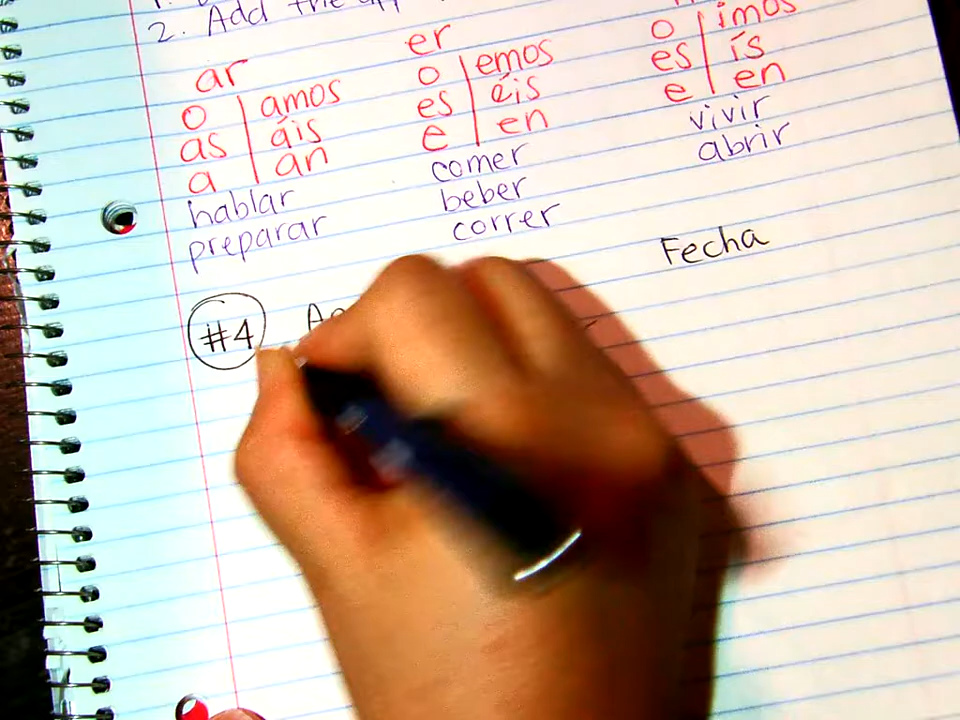 2. Add the
ar er
o | amos o | emos o | imos
as | áis es | éis es | ís
a | an e | en e | en
hablar comer vivir
preparar beber abrir
correr
Fecha
#4